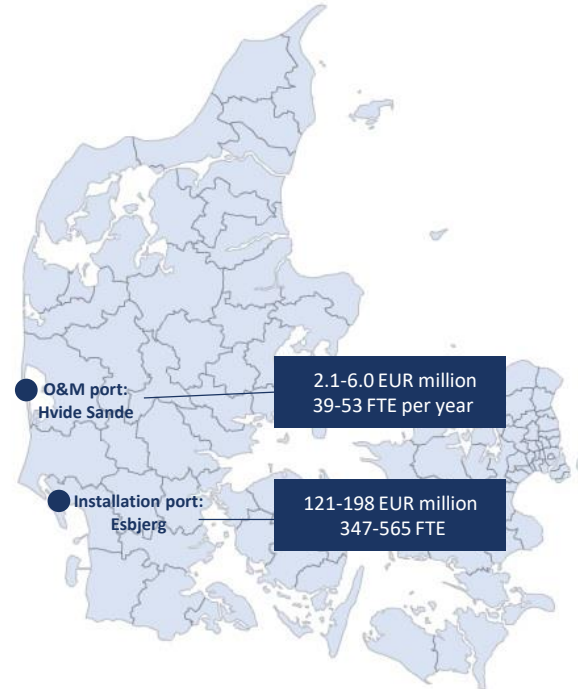 O&M port:
Hvide Sande
2.1-6.0 EUR million
39-53 FTE per year
Installation port:
Esbjerg
121-198 EUR million
347-565 FTE